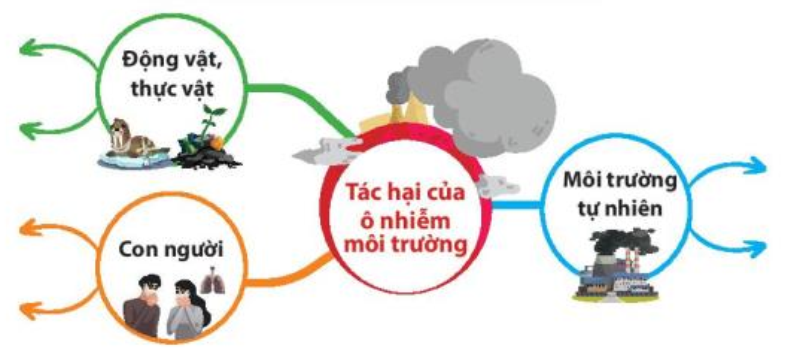 Động vật,
thực vật
Tác hại của
ô nhiễm
môi trường
Môi trường
tự nhiên
Con người